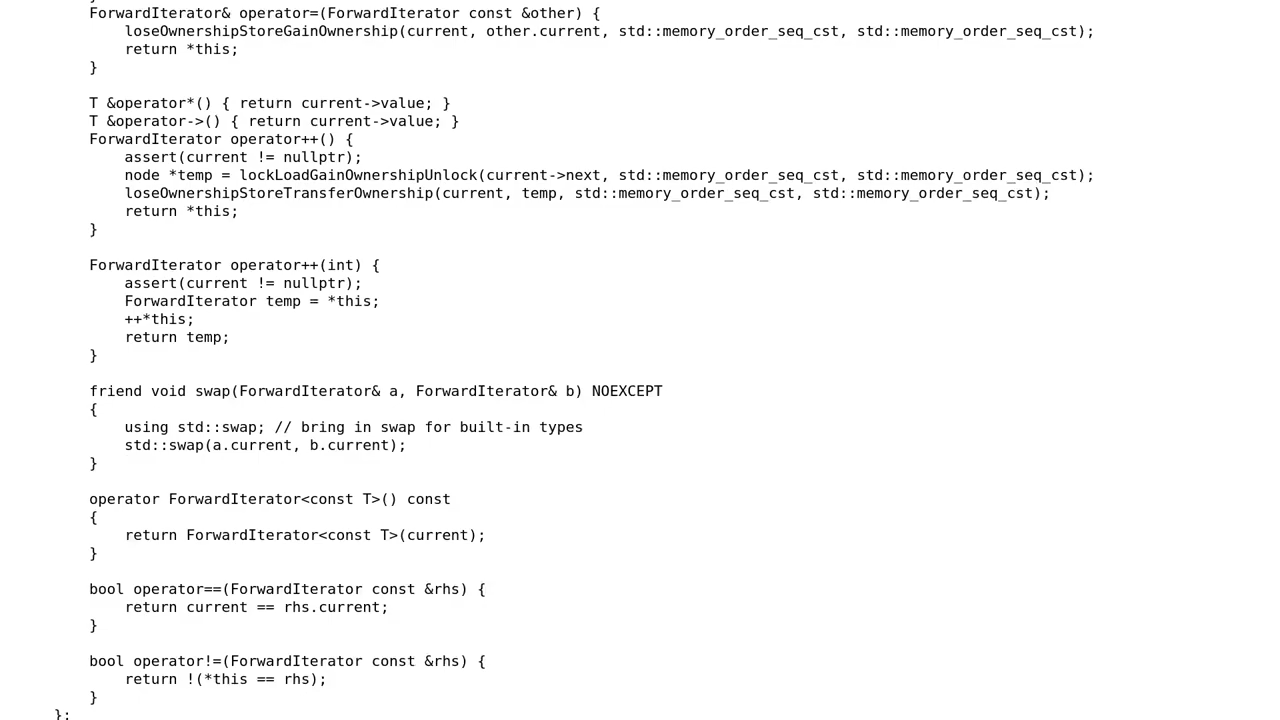 ForwardIterator& operator=(ForwardIterator const &other) {
loseOwnershipStoreGainOwnership(current, other.current, std::memory_order_seq_cst, std::memory_order_seq_cst);
return *this;
}
T &operator*() { return current->value; }
T &operator->() { return current->value; }
ForwardIterator operator++() {
assert(current != nullptr);
node *temp = lockLoadGainOwnershipUnlock(current->next, std::memory_order_seq_cst, std::memory_order_seq_cst);
loseOwnershipStoreTransferOwnership(current, temp, std::memory_order_seq_cst, std::memory_order_seq_cst);
return *this;
}
ForwardIterator operator++(int) {
assert(current != nullptr);
ForwardIterator temp = *this;
++*this;
return temp;
}
friend void swap(ForwardIterator& a, ForwardIterator& b) NOEXCEPT
{
using std::swap; // bring in swap for built-in types
std::swap(a.current, b.current);
}
operator ForwardIterator<const T>() const
{
return ForwardIterator<const T>(current);
}
bool operator==(ForwardIterator const &rhs) {
return current == rhs.current;
}
bool operator!=(ForwardIterator const &rhs) {
return !(*this == rhs);
}
};